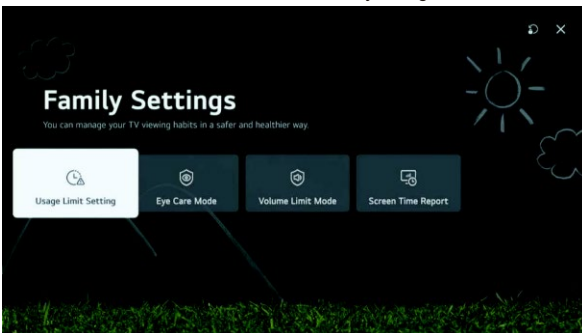 Family Settings
You can manage your TV viewing habits in a safer and healthier way.
Usage Limit Setting
Eye Care Mode
Volume Limit Mode
Screen Time Report